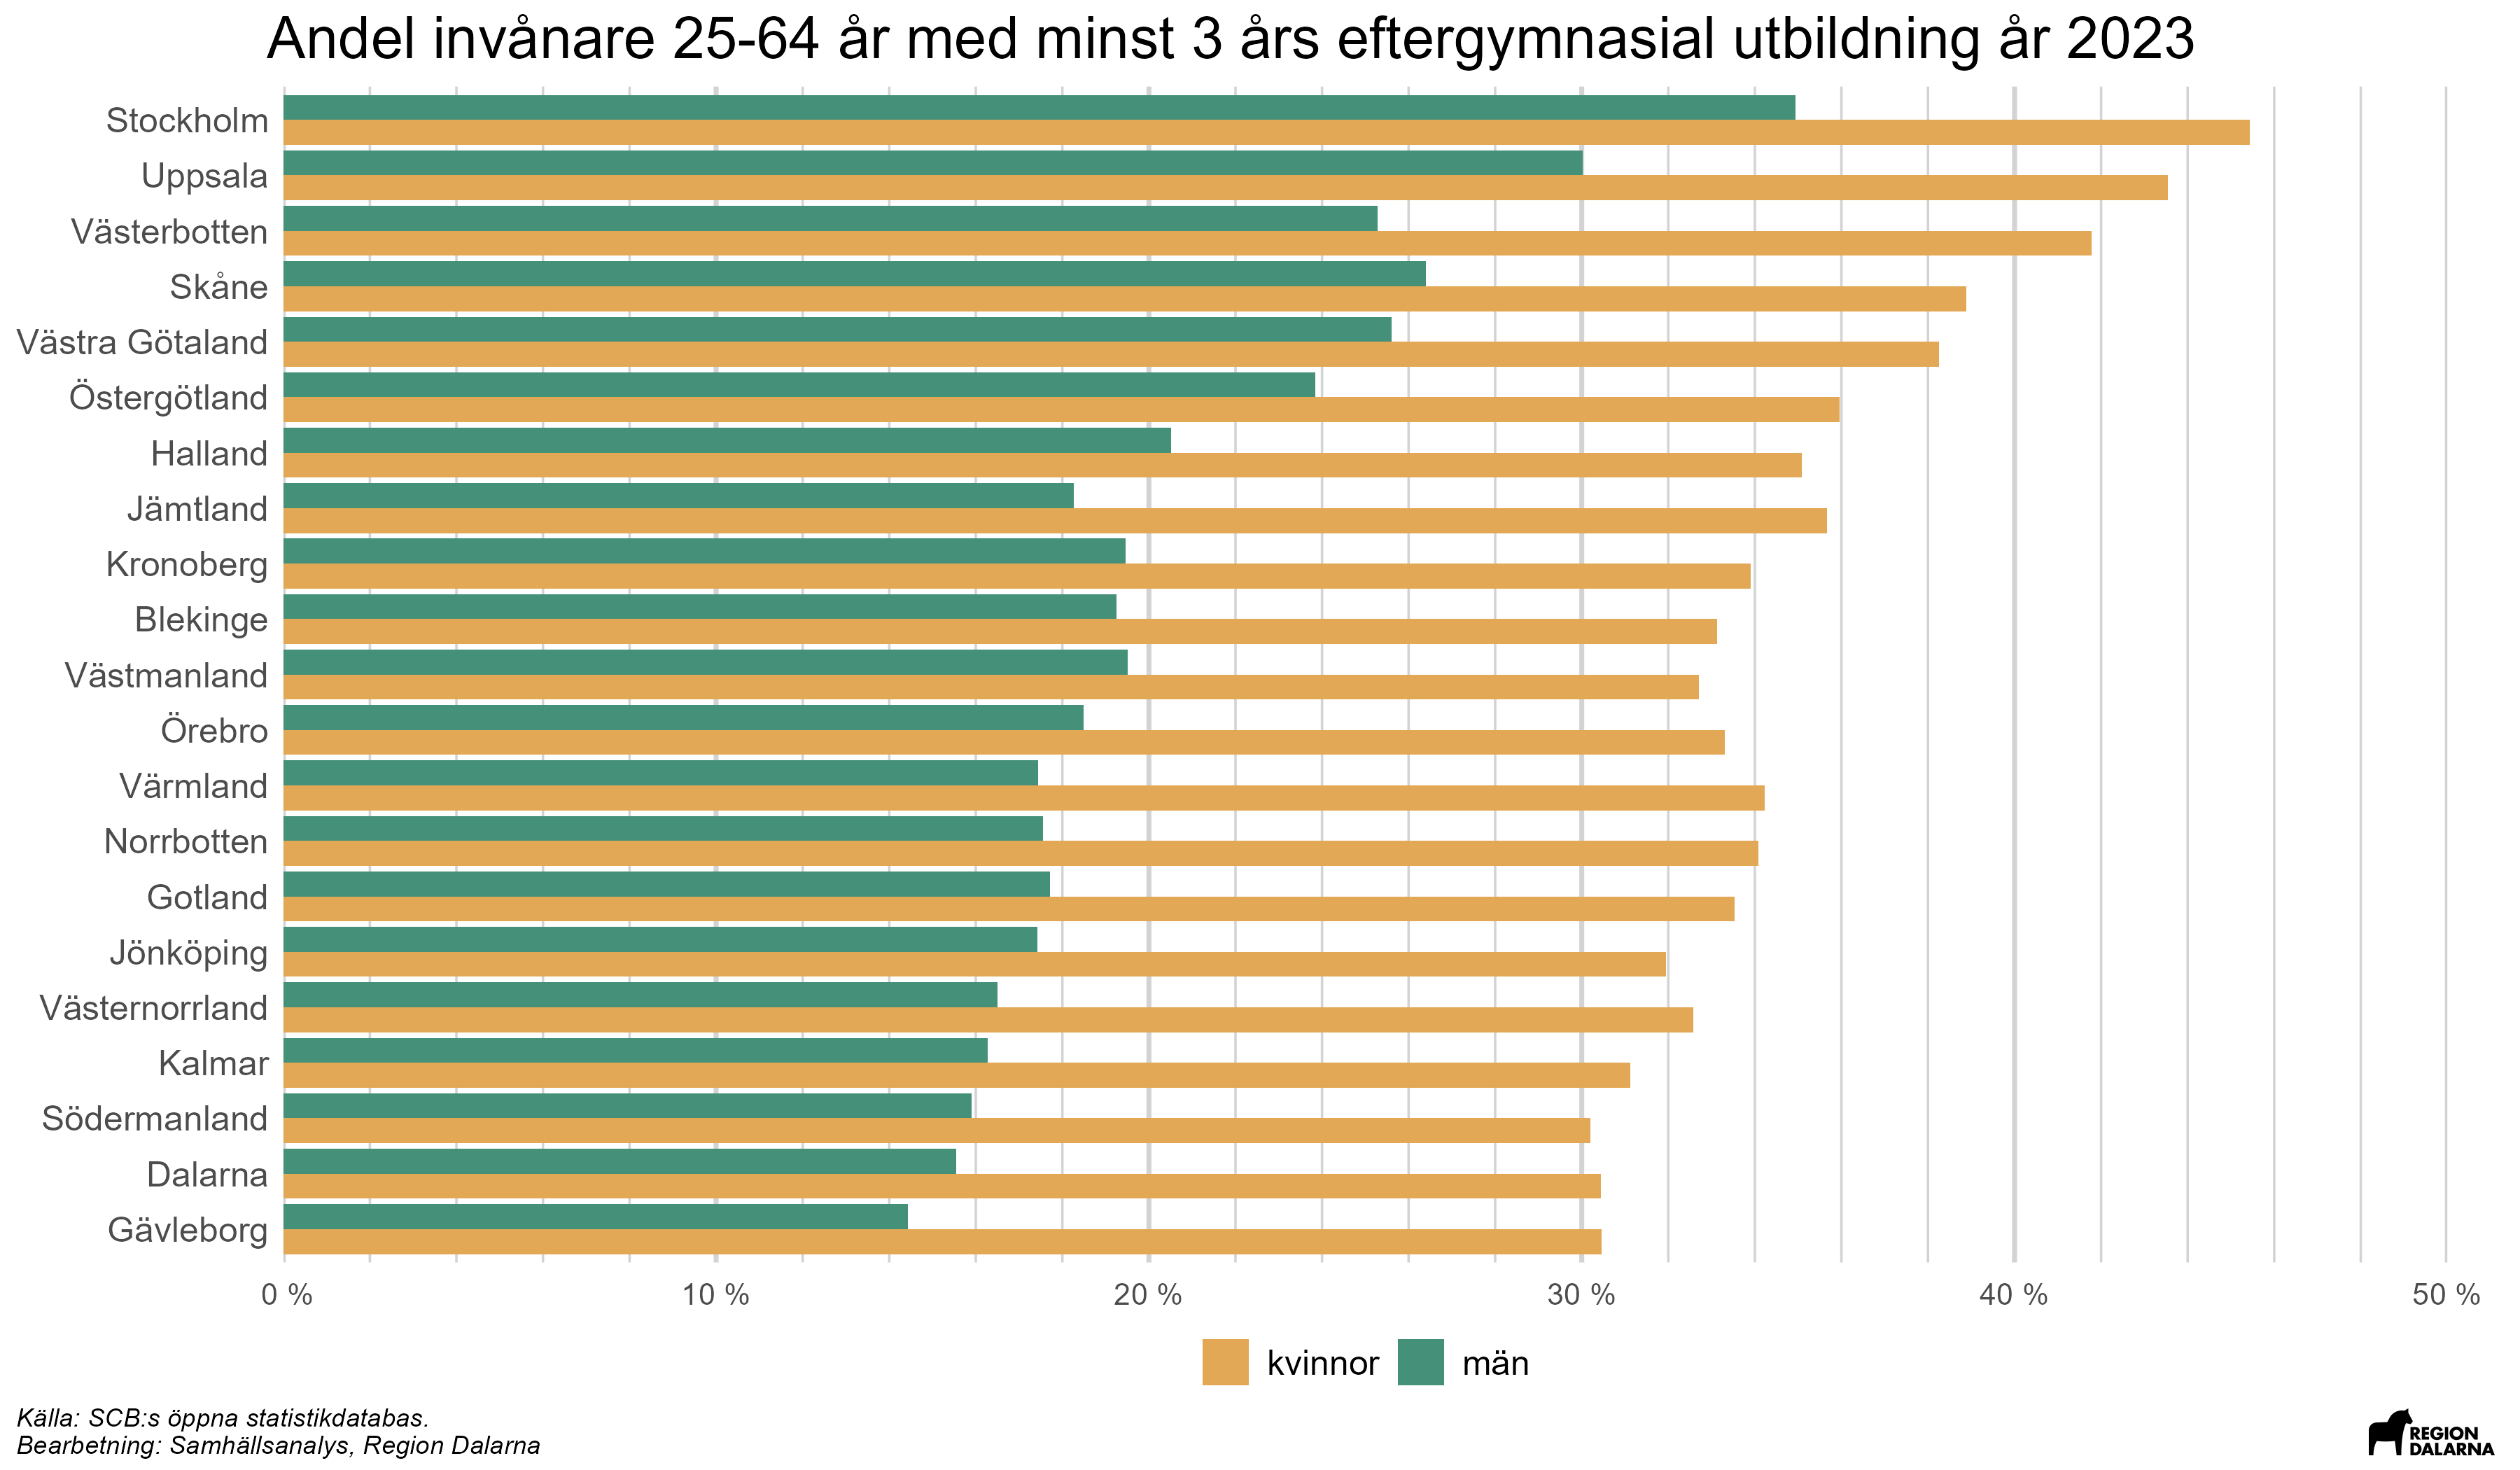 Andel invånare 25-64 år med minst 3 års eftergymnasial utbildning år 2023
Stockholm
Uppsala
Västerbotten
Skåne
Västra Götaland
Östergötland
Halland
Jämtland
Kronoberg
Blekinge
Västmanland
Örebro
Värmland
Norrbotten
Gotland
Jönköping
Västernorrland
Kalmar
Södermanland
Dalarna
Gävleborg
0 % 10 % 20 % 30 % 40 % 50 %
kvinnor män
Källa: SCB:s öppna statistikdatabas.
Bearbetning: Samhällsanalys, Region Dalarna
REGION
DALARNA